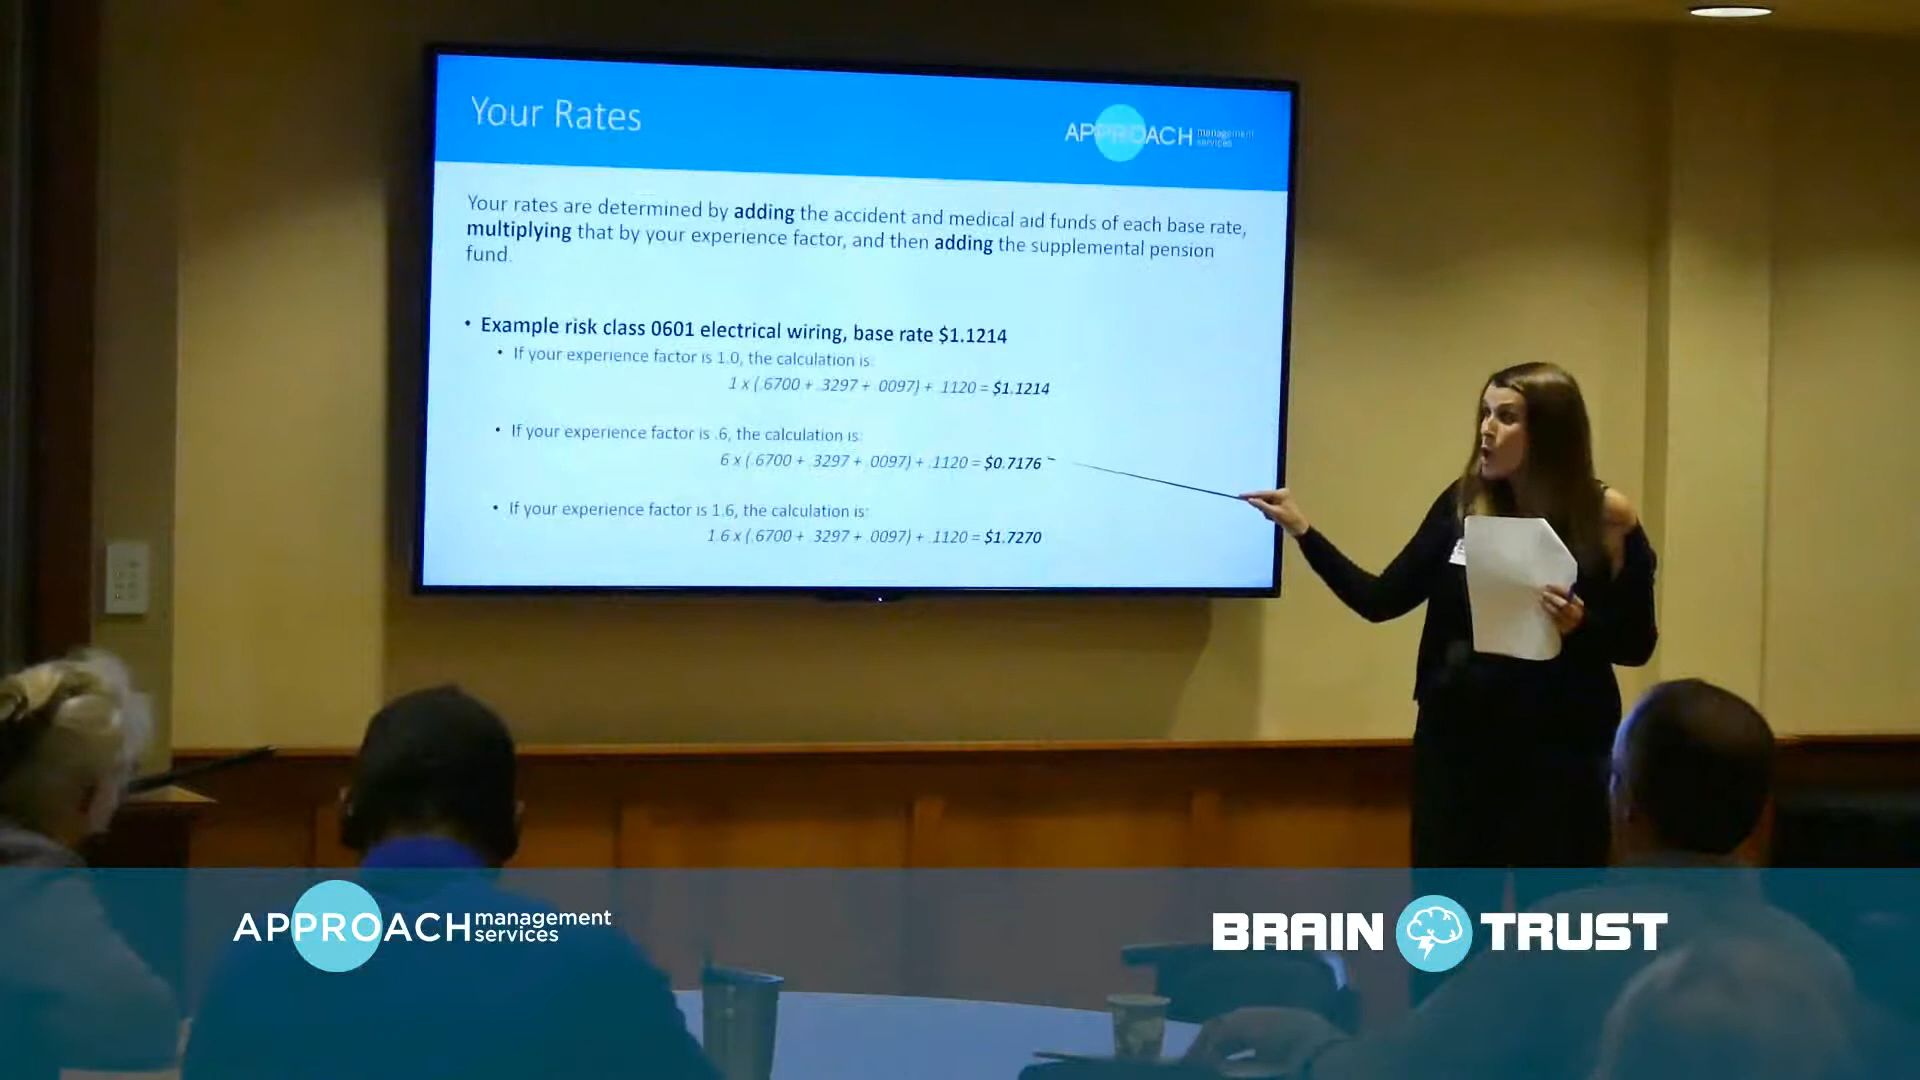 Your Rates
APPROACH management services
Your rates are determined by adding the accident and medical aid funds of each base rate,
multiplying that by your experience factor, and then adding the supplemental pension
fund.
• Example risk class 0601 electrical wiring, base rate $1.1214
• If your experience factor is 1.0, the calculation is:
1 x (.6700 + .3297 + .0097) + .1120 = $1.1214
• If your experience factor is .6, the calculation is:
.6 x (.6700 + .3297 + .0097) + .1120 = $0.7176
• If your experience factor is 1.6, the calculation is:
1.6 x (.6700 + .3297 + .0097) + .1120 = $1.7270
APPROACH management services
BRAIN TRUST